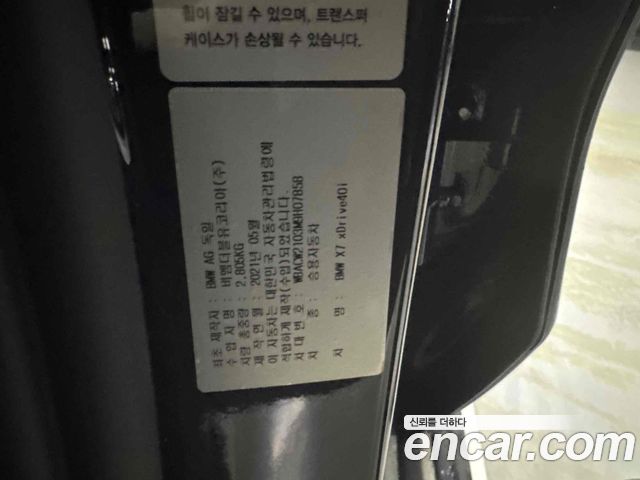 힐이 잠길 수 있으며, 트랜스퍼
케이스가 손상될 수 있습니다.
최초 제작자 : BMW AG 독일
수입자명 : 비엠더블유코리아(주)
차량 총중량 : 2,805KG
제작연월 : 2021년 05월
이 자동차는 대한민국 자동차관리법령에
적합하게 제작(수입)되었습니다.
차대번호 : WBACW2103M9H07858
차종 : 승용자동차
차명 : BMW X7 xDrive40i
신뢰를 더하다
encar.com